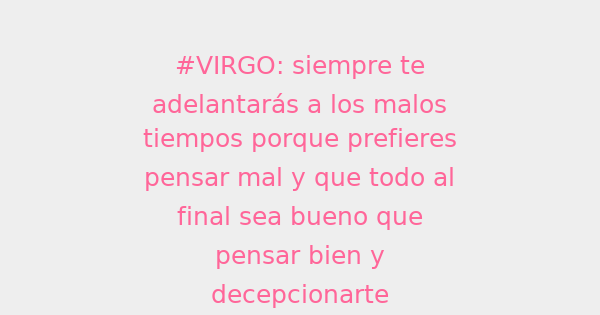 #VIRGO: siempre te
adelantarás a los malos
tiempos porque prefieres
pensar mal y que todo al
final sea bueno que
pensar bien y
decepcionarte